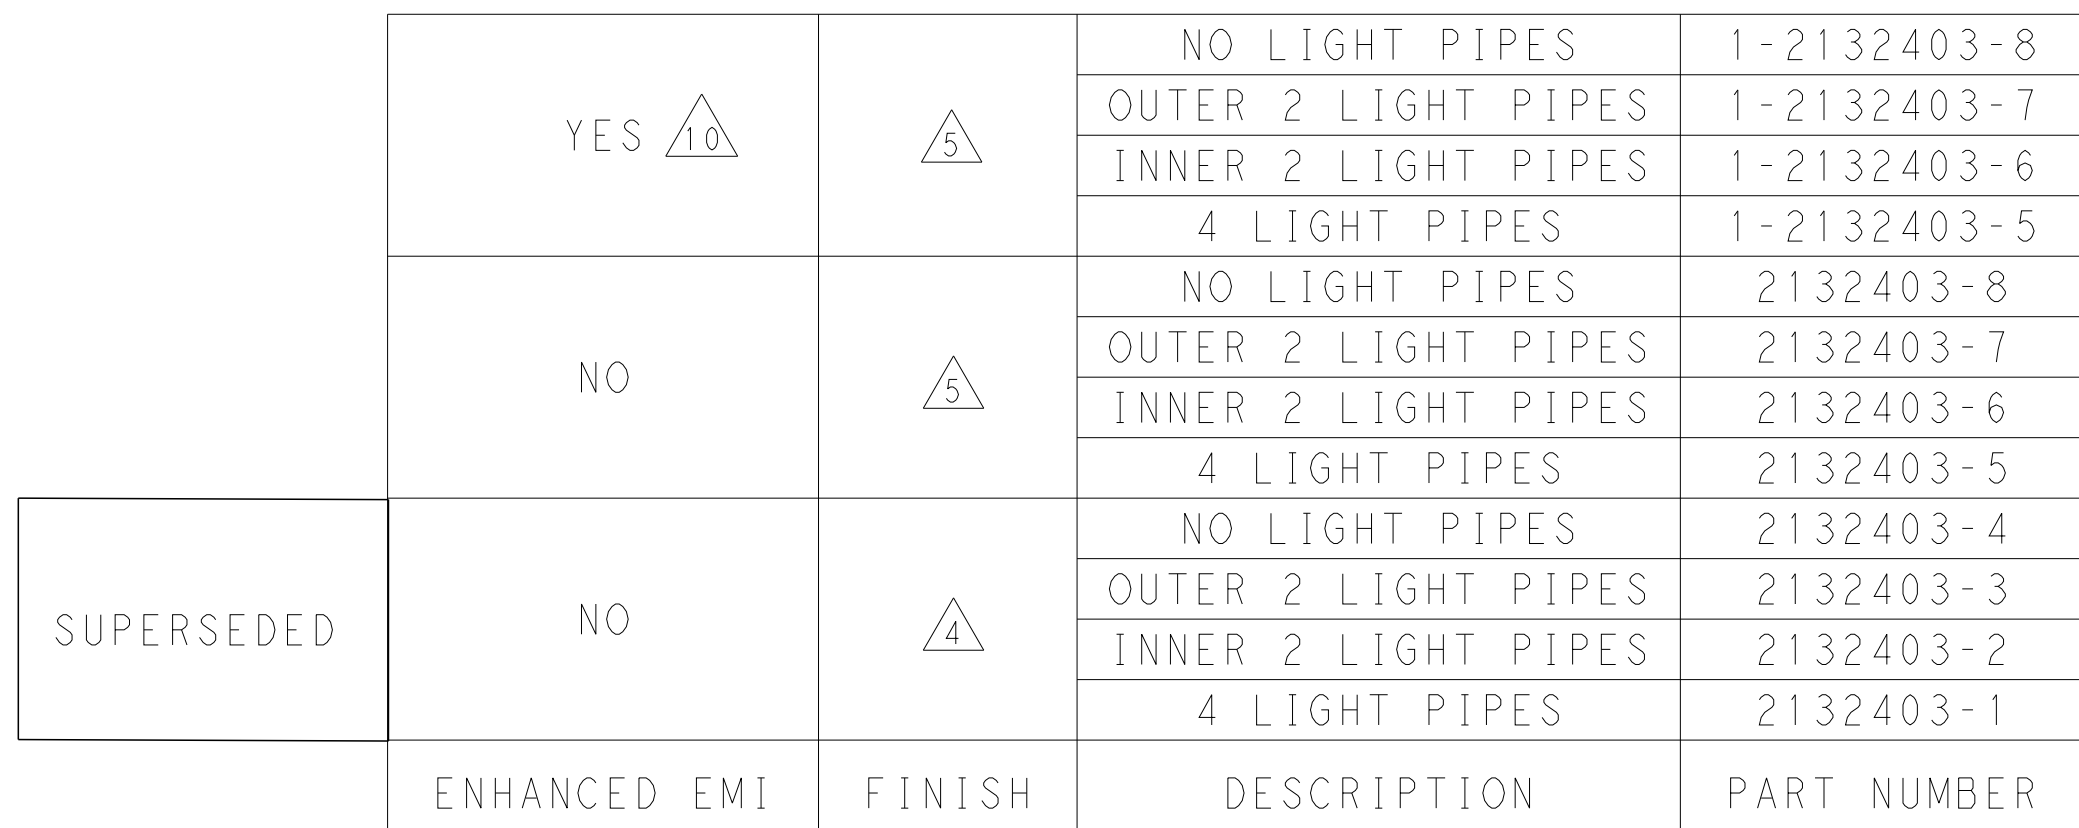 NO LIGHT PIPES 1-2132403-8
OUTER 2 LIGHT PIPES 1-2132403-7
YES 10 5
INNER 2 LIGHT PIPES 1-2132403-6
4 LIGHT PIPES 1-2132403-5
NO LIGHT PIPES 2132403-8
OUTER 2 LIGHT PIPES 2132403-7
NO 5
INNER 2 LIGHT PIPES 2132403-6
4 LIGHT PIPES 2132403-5
NO LIGHT PIPES 2132403-4
OUTER 2 LIGHT PIPES 2132403-3
SUPERSEDED NO 4
INNER 2 LIGHT PIPES 2132403-2
4 LIGHT PIPES 2132403-1
ENHANCED EMI FINISH DESCRIPTION PART NUMBER